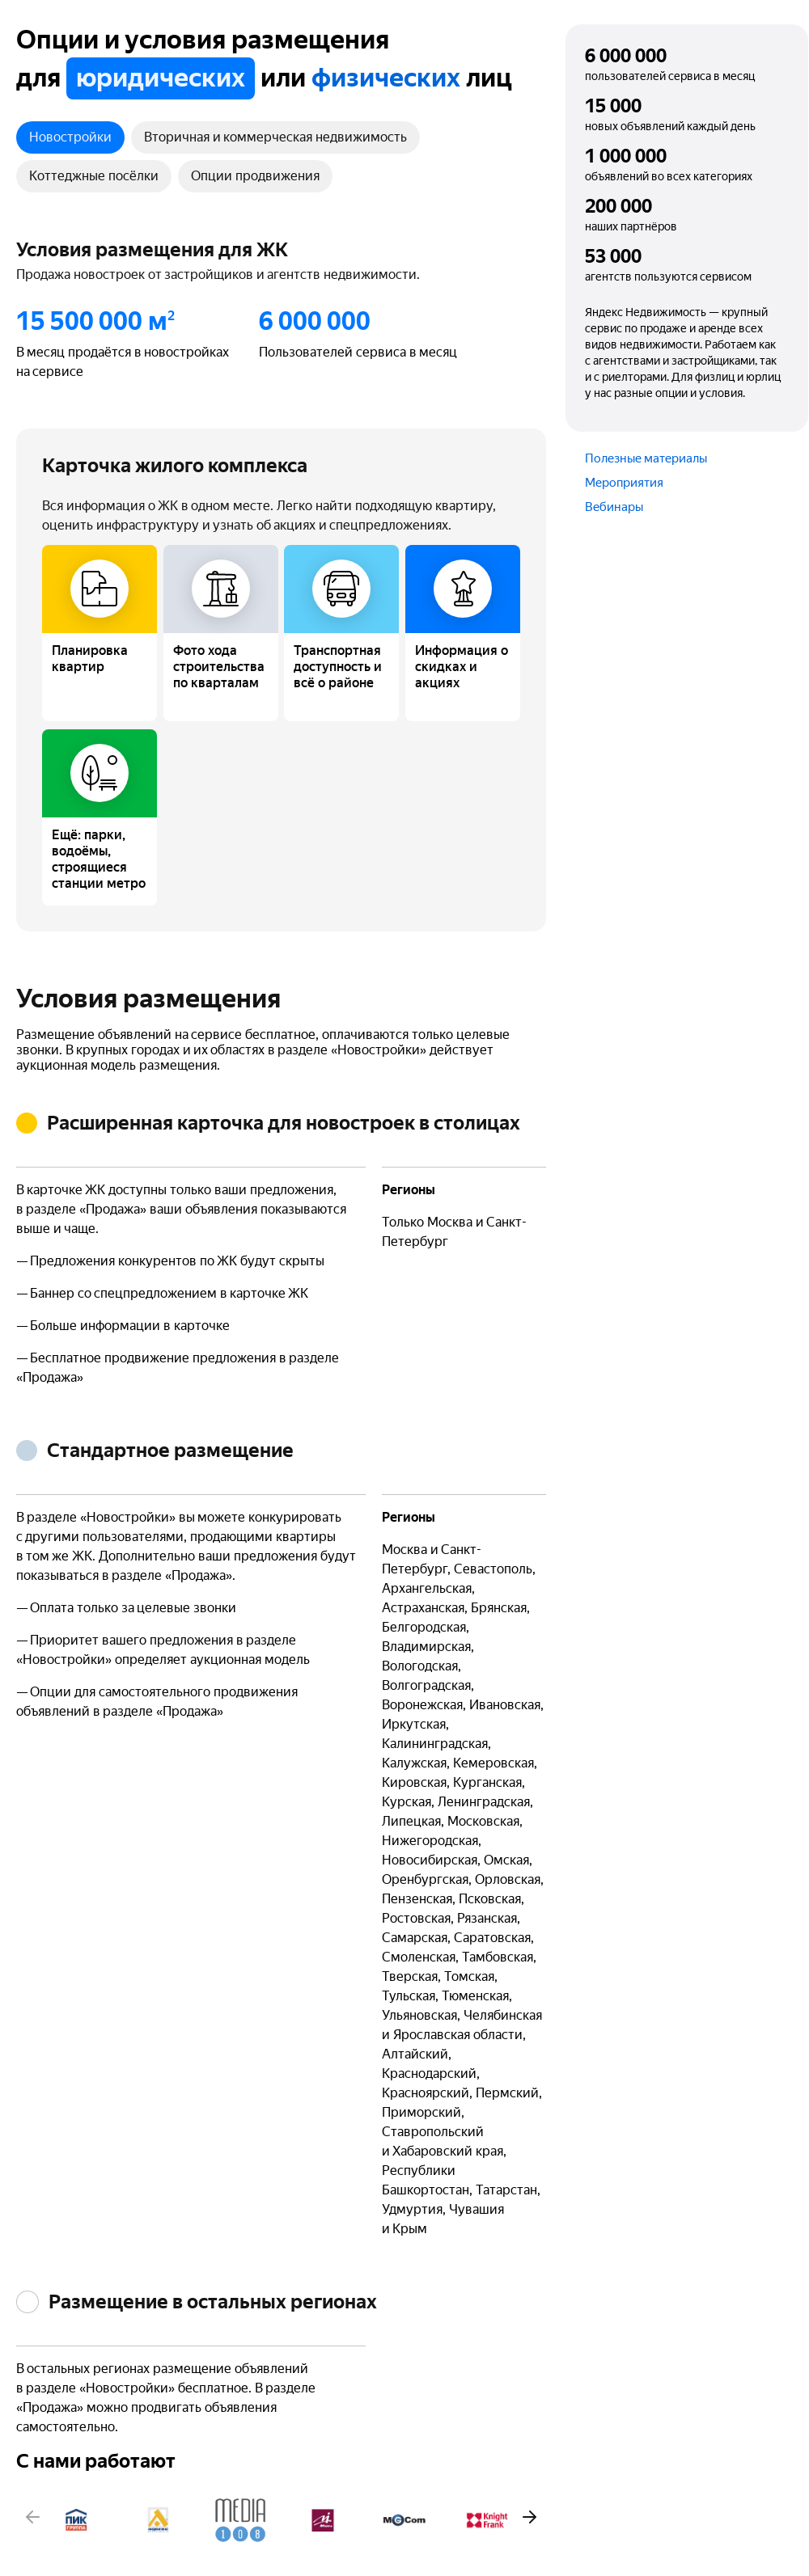 Опции и условия размещения
для юридических или физических лиц
Новостройки
Вторичная и коммерческая недвижимость
Коттеджные посёлки
Опции продвижения
Условия размещения для ЖК
Продажа новостроек от застройщиков и агентств недвижимости.
15 500 000 м²
В месяц продаётся в новостройках
на сервисе
6 000 000
Пользователей сервиса в месяц
Карточка жилого комплекса
Вся информация о ЖК в одном месте. Легко найти подходящую квартиру,
оценить инфраструктуру и узнать об акциях и спецпредложениях.
Планировка
квартир
Фото хода
строительства
по кварталам
Транспортная
доступность и
всё о районе
Информация о
скидках и
акциях
Ещё: парки,
водоёмы,
строящиеся
станции метро
Условия размещения
Размещение объявлений на сервисе бесплатное, оплачиваются только целевые
звонки. В крупных городах и их областях в разделе «Новостройки» действует
аукционная модель размещения.
Расширенная карточка для новостроек в столицах
В карточке ЖК доступны только ваши предложения,
в разделе «Продажа» ваши объявления показываются
выше и чаще.
— Предложения конкурентов по ЖК будут скрыты
— Баннер со спецпредложением в карточке ЖК
— Больше информации в карточке
— Бесплатное продвижение предложения в разделе
«Продажа»
Регионы
Только Москва и Санкт-
Петербург
Стандартное размещение
В разделе «Новостройки» вы можете конкурировать
с другими пользователями, продающими квартиры
в том же ЖК. Дополнительно ваши предложения будут
показываться в разделе «Продажа».
— Оплата только за целевые звонки
— Приоритет вашего предложения в разделе
«Новостройки» определяет аукционная модель
— Опции для самостоятельного продвижения
объявлений в разделе «Продажа»
Регионы
Москва и Санкт-
Петербург, Севастополь,
Архангельская,
Астраханская, Брянская,
Белгородская,
Владимирская,
Вологодская,
Волгоградская,
Воронежская, Ивановская,
Иркутская,
Калининградская,
Калужская, Кемеровская,
Кировская, Курганская,
Курская, Ленинградская,
Липецкая, Московская,
Нижегородская,
Новосибирская, Омская,
Оренбургская, Орловская,
Пензенская, Псковская,
Ростовская, Рязанская,
Самарская, Саратовская,
Смоленская, Тамбовская,
Тверская, Томская,
Тульская, Тюменская,
Ульяновская, Челябинская
и Ярославская области,
Алтайский,
Краснодарский,
Красноярский, Пермский,
Приморский,
Ставропольский
и Хабаровский края,
Республики
Башкортостан, Татарстан,
Удмуртия, Чувашия
и Крым
Размещение в остальных регионах
В остальных регионах размещение объявлений
в разделе «Новостройки» бесплатное. В разделе
«Продажа» можно продвигать объявления
самостоятельно.
С нами работают
ПИК
ГРУППА
MEDIA
108
MGCom
Knight
Frank
6 000 000
пользователей сервиса в месяц
15 000
новых объявлений каждый день
1 000 000
объявлений во всех категориях
200 000
наших партнёров
53 000
агентств пользуются сервисом
Яндекс Недвижимость — крупный
сервис по продаже и аренде всех
видов недвижимости. Работаем как
с агентствами и застройщиками, так
и с риелторами. Для физлиц и юрлиц
у нас разные опции и условия.
Полезные материалы
Мероприятия
Вебинары